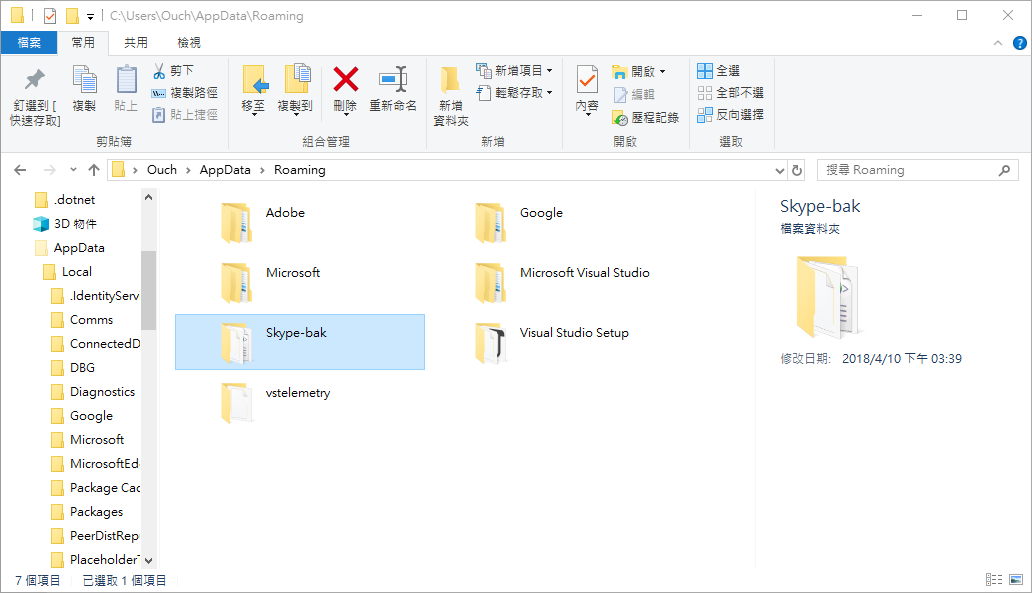 C:\Users\Ouch\AppData\Roaming
檔案 常用 共用 檢視
釘選到 [
快速存取]
複製
貼上
剪下
複製路徑
貼上捷徑
剪貼簿
移至
複製到
刪除
重新命名
組合管理
新增
資料夾
新增項目
輕鬆存取
新增
內容
開啟
編輯
歷程記錄
開啟
全選
全部不選
反向選擇
選取
Ouch > AppData > Roaming
搜尋 Roaming
.dotnet
3D 物件
AppData
Local
.IdentityServ
Comms
ConnectedD
DBG
Diagnostics
Google
Microsoft
MicrosoftEd
Package Cac
Packages
PeerDistRep
PlaceholderT
Adobe
Google
Microsoft
Microsoft Visual Studio
Skype-bak
Visual Studio Setup
vstelemetry
Skype-bak
檔案資料夾
修改日期: 2018/4/10 下午 03:39
7 個項目 已選取 1 個項目